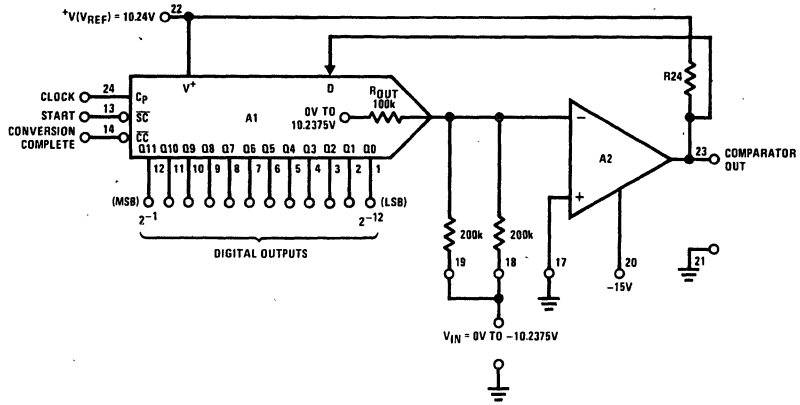 +V(VREF) = 10.24V 22
CLOCK 24 CP
START 13 SC
CONVERSION COMPLETE 14 CC
V+
D
A1
ROUT
100k
0V TO
10.2375V
Q11 Q10 Q9 Q8 Q7 Q6 Q5 Q4 Q3 Q2 Q1 Q0
12 11 10 9 8 7 6 5 4 3 2 1
(MSB)
2-1
(LSB)
2-12
DIGITAL OUTPUTS
200k
19
200k
18
VIN = 0V TO -10.2375V
-
+
A2
R24
23 COMPARATOR
OUT
17
20
-15V
21